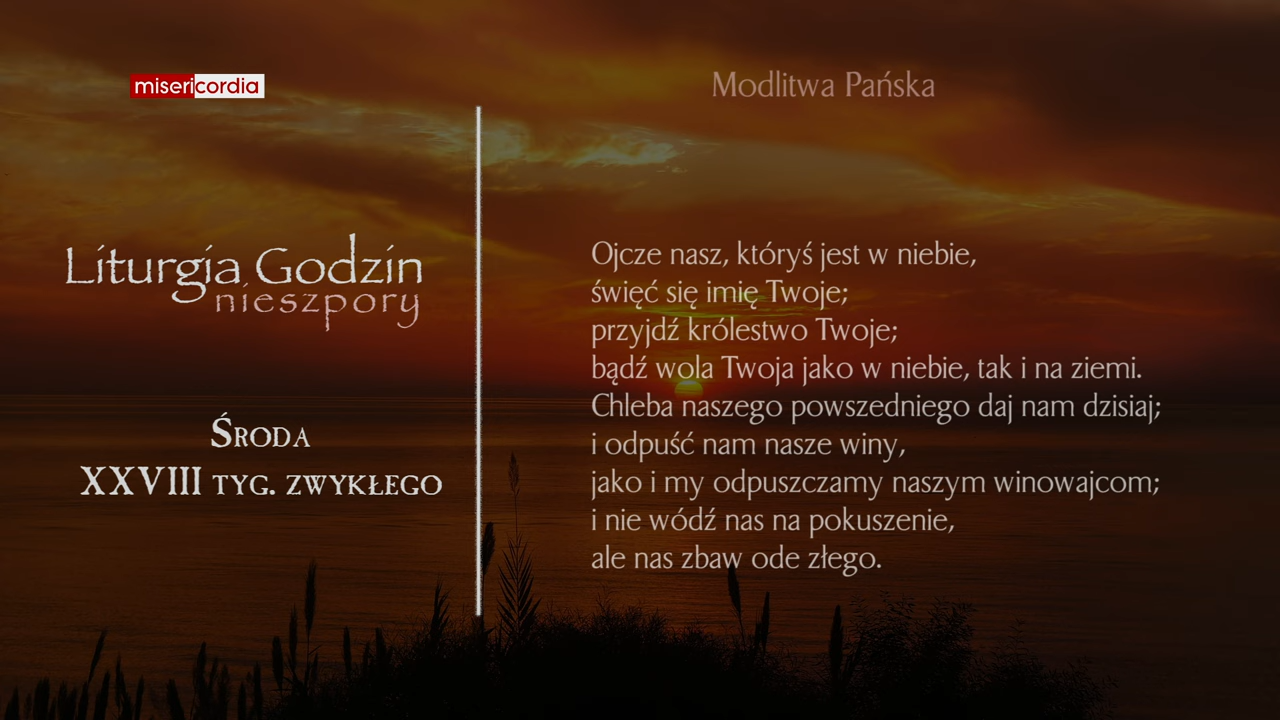 misericordia
Liturgia Godzin
nieszpory
Środa
XXVIII tyg. zwykłego
Modlitwa Pańska
Ojcze nasz, któryś jest w niebie,
święć się imię Twoje;
przyjdź królestwo Twoje;
bądź wola Twoja jako w niebie, tak i na ziemi.
Chleba naszego powszedniego daj nam dzisiaj;
i odpuść nam nasze winy,
jako i my odpuszczamy naszym winowajcom;
i nie wódź nas na pokuszenie,
ale nas zbaw ode złego.